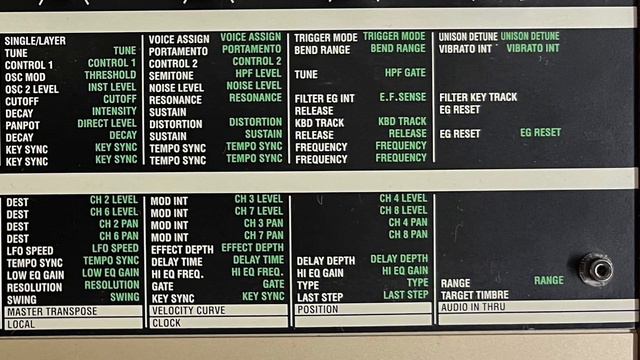 SINGLE/LAYER VOICE ASSIGN VOICE ASSIGN TRIGGER MODE TRIGGER MODE UNISON DETUNE UNISON DETUNE
TUNE TUNE PORTAMENTO PORTAMENTO BEND RANGE BEND RANGE VIBRATO INT VIBRATO INT
CONTROL 1 CONTROL 1 CONTROL 2 CONTROL 2
OSC MOD THRESHOLD SEMITONE HPF LEVEL TUNE HPF GATE
OSC 2 LEVEL INST LEVEL NOISE LEVEL NOISE LEVEL
CUTOFF CUTOFF RESONANCE RESONANCE FILTER EG INT E.F.SENSE FILTER KEY TRACK
DECAY INTENSITY SUSTAIN RELEASE EG RESET
PANPOT DIRECT LEVEL DISTORTION DISTORTION KBD TRACK KBD TRACK
DECAY DECAY SUSTAIN SUSTAIN RELEASE RELEASE EG RESET EG RESET
KEY SYNC KEY SYNC TEMPO SYNC TEMPO SYNC FREQUENCY FREQUENCY
KEY SYNC KEY SYNC TEMPO SYNC TEMPO SYNC FREQUENCY FREQUENCY
DEST CH 2 LEVEL MOD INT CH 3 LEVEL CH 4 LEVEL
DEST CH 6 LEVEL MOD INT CH 7 LEVEL CH 8 LEVEL
DEST CH 2 PAN MOD INT CH 3 PAN CH 4 PAN
DEST CH 6 PAN MOD INT CH 7 PAN CH 8 PAN
LFO SPEED LFO SPEED EFFECT DEPTH EFFECT DEPTH
TEMPO SYNC TEMPO SYNC DELAY TIME DELAY TIME DELAY DEPTH DELAY DEPTH
LOW EQ GAIN LOW EQ GAIN HI EQ FREQ. HI EQ FREQ. HI EQ GAIN HI EQ GAIN
RESOLUTION RESOLUTION GATE GATE TYPE TYPE RANGE RANGE
SWING SWING KEY SYNC KEY SYNC LAST STEP LAST STEP TARGET TIMBRE
MASTER TRANSPOSE VELOCITY CURVE POSITION AUDIO IN THRU
LOCAL CLOCK